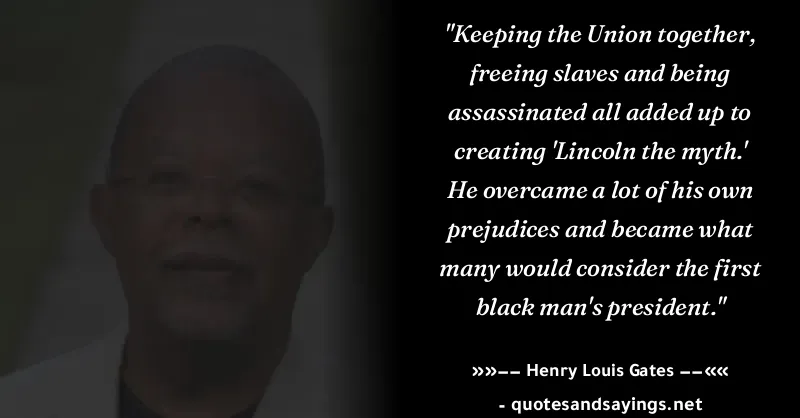 "Keeping the Union together,
freeing slaves and being
assassinated all added up to
creating 'Lincoln the myth.'
He overcame a lot of his own
prejudices and became what
many would consider the first
black man's president."
»»−− Henry Louis Gates −−««
- quotesandsayings.net